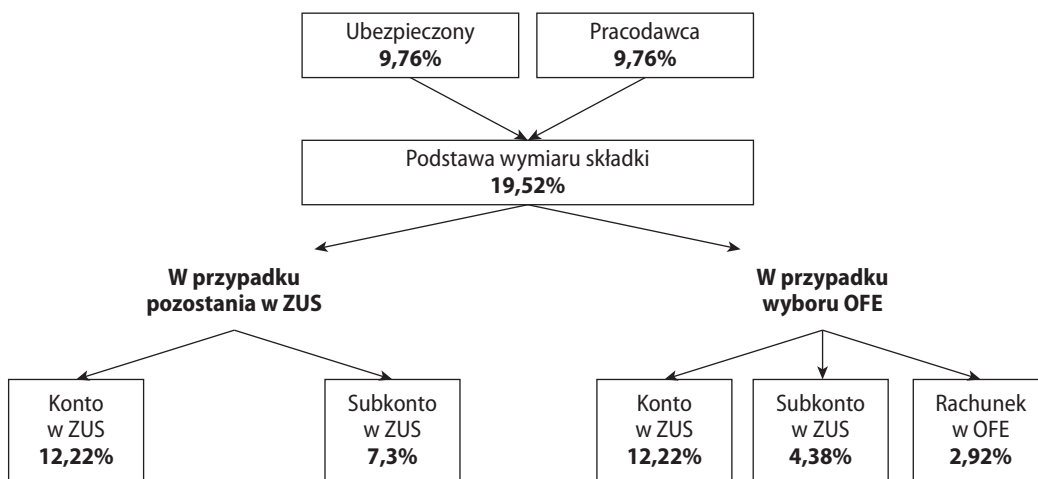 Ubezpieczony
9,76%
Pracodawca
9,76%
Podstawa wymiaru składki
19,52%
W przypadku
pozostania w ZUS
W przypadku
wyboru OFE
Konto
w ZUS
12,22%
Subkonto
w ZUS
7,3%
Konto
w ZUS
12,22%
Subkonto
w ZUS
4,38%
Rachunek
w OFE
2,92%